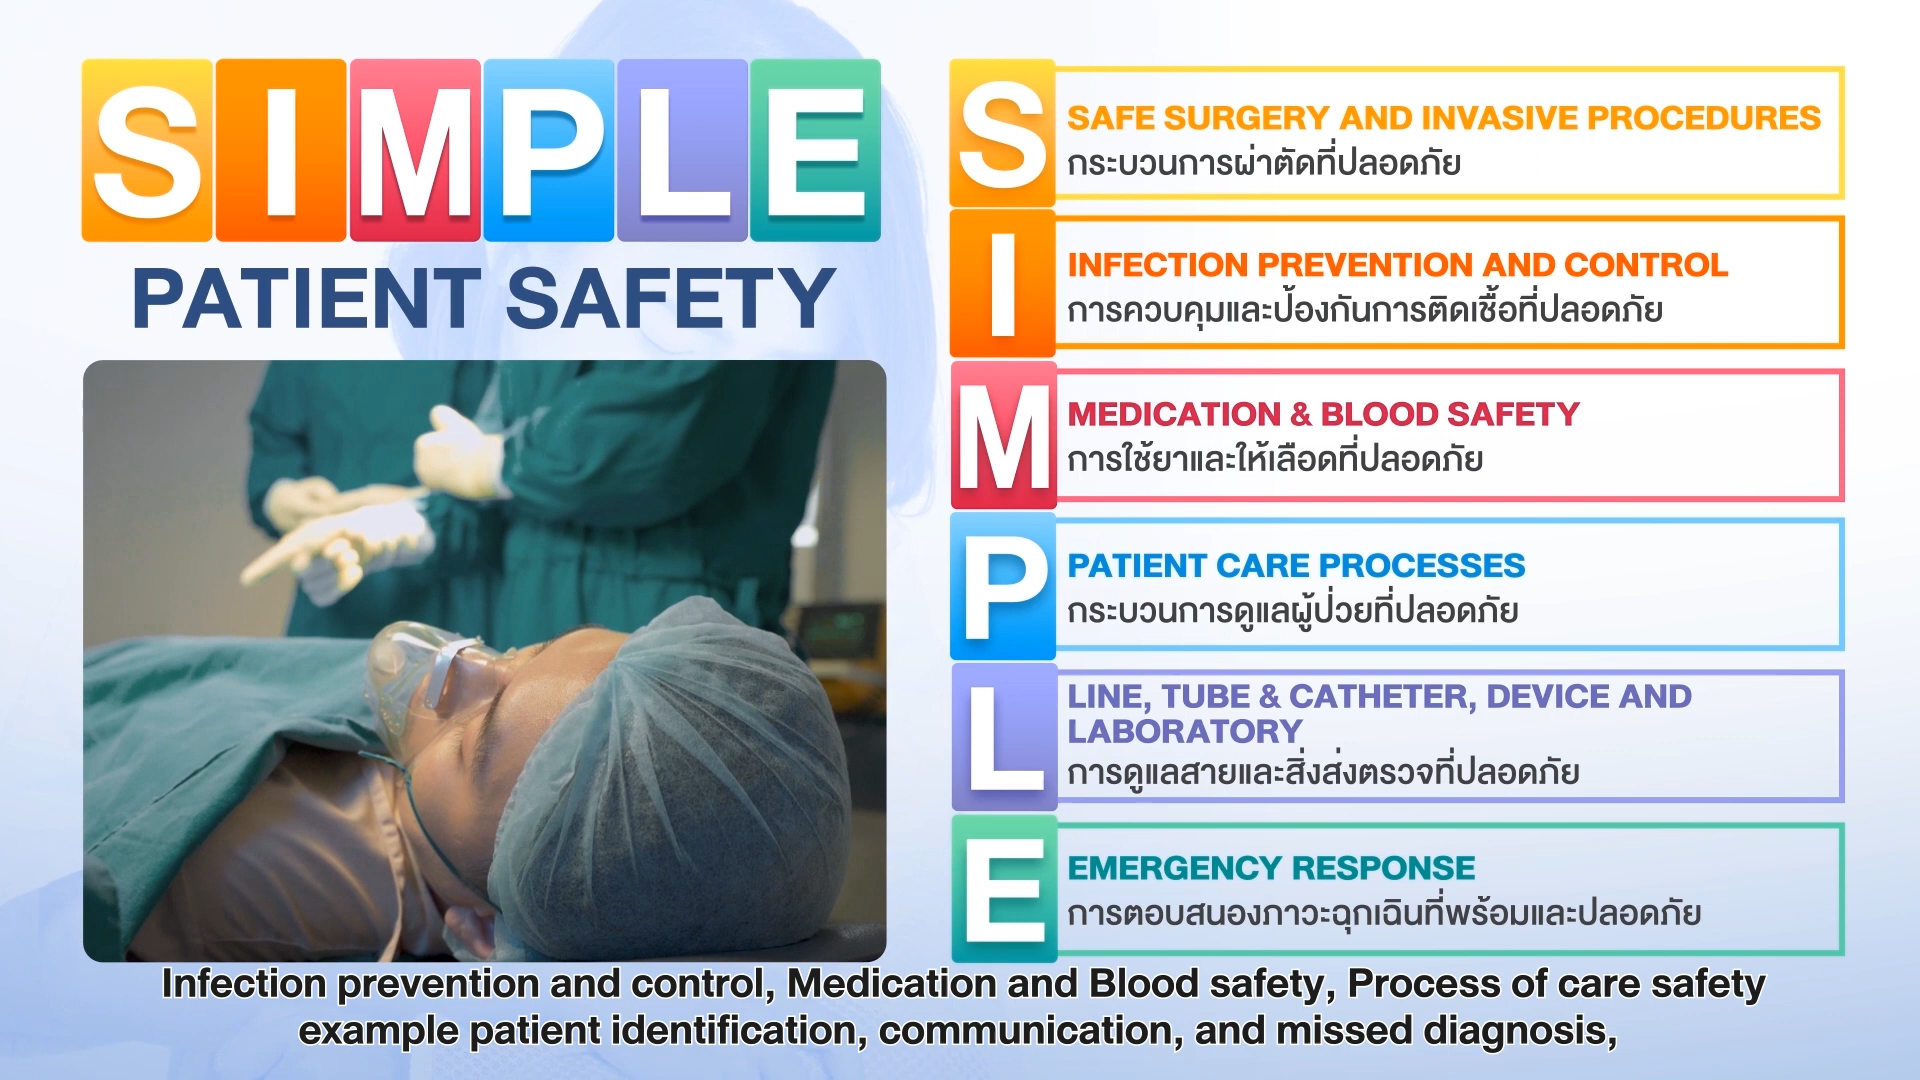 SIMPLE
PATIENT SAFETY
S
SAFE SURGERY AND INVASIVE PROCEDURES
กระบวนการผ่าตัดที่ปลอดภัย
I
INFECTION PREVENTION AND CONTROL
การควบคุมและป้องกันการติดเชื้อที่ปลอดภัย
M
MEDICATION & BLOOD SAFETY
การใช้ยาและให้เลือดที่ปลอดภัย
P
PATIENT CARE PROCESSES
กระบวนการดูแลผู้ป่วยที่ปลอดภัย
L
LINE, TUBE & CATHETER, DEVICE AND
LABORATORY
การดูแลสายและสิ่งส่งตรวจที่ปลอดภัย
E
EMERGENCY RESPONSE
การตอบสนองภาวะฉุกเฉินที่พร้อมและปลอดภัย
Infection prevention and control, Medication and Blood safety, Process of care safety
example patient identification, communication, and missed diagnosis,